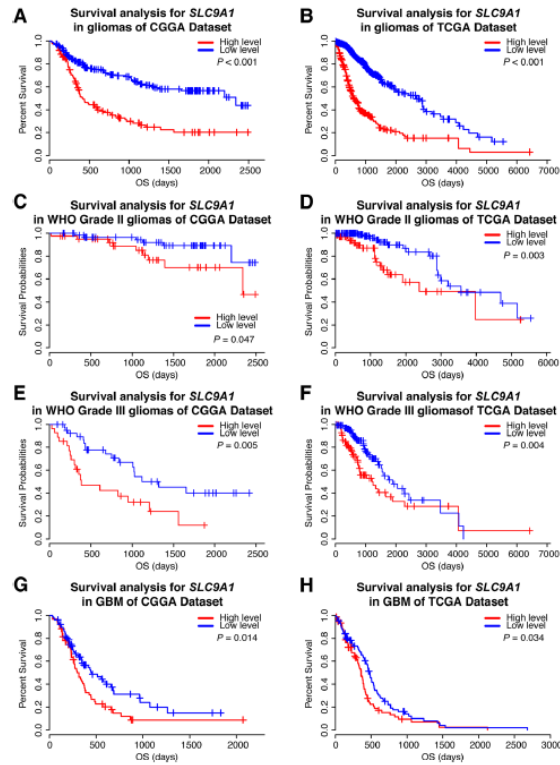 A
Survival analysis for SLC9A1
in gliomas of CGGA Dataset
High level
Low level
P < 0.001
Percent Survival
1.0
0.8
0.6
0.4
0.2
0.0
0 500 1000 1500 2000 2500
OS (days)
B
Survival analysis for SLC9A1
in gliomas of TCGA Dataset
High level
Low level
P < 0.001
Percent Survival
1.0
0.8
0.6
0.4
0.2
0.0
0 1000 2000 3000 4000 5000 6000 7000
OS (days)
C
Survival analysis for SLC9A1
in WHO Grade II gliomas of CGGA Dataset
Survival Probabilities
1.0
0.8
0.6
0.4
0.2
0.0
High level
Low level
P = 0.047
0 500 1000 1500 2000 2500
OS (days)
D
Survival analysis for SLC9A1
in WHO Grade II gliomas of TCGA Dataset
High level
Low level
P = 0.003
Survival Probabilities
1.0
0.8
0.6
0.4
0.2
0.0
0 1000 2000 3000 4000 5000 6000
OS (days)
E
Survival analysis for SLC9A1
in WHO Grade III gliomas of CGGA Dataset
High level
Low level
P = 0.005
Survival Probabilities
1.0
0.8
0.6
0.4
0.2
0.0
0 500 1000 1500 2000 2500
OS (days)
F
Survival analysis for SLC9A1
in WHO Grade III gliomasof TCGA Dataset
High level
Low level
P = 0.004
Survival Probabilities
1.0
0.8
0.6
0.4
0.2
0.0
0 1000 2000 3000 4000 5000 6000 7000
OS (days)
G
Survival analysis for SLC9A1
in GBM of CGGA Dataset
High level
Low level
P = 0.014
Percent Survival
1.0
0.8
0.6
0.4
0.2
0.0
0 500 1000 1500 2000
OS (days)
H
Survival analysis for SLC9A1
in GBM of TCGA Dataset
High level
Low level
P = 0.034
Percent Survival
1.0
0.8
0.6
0.4
0.2
0.0
0 500 1000 1500 2000 2500 3000
OS (days)